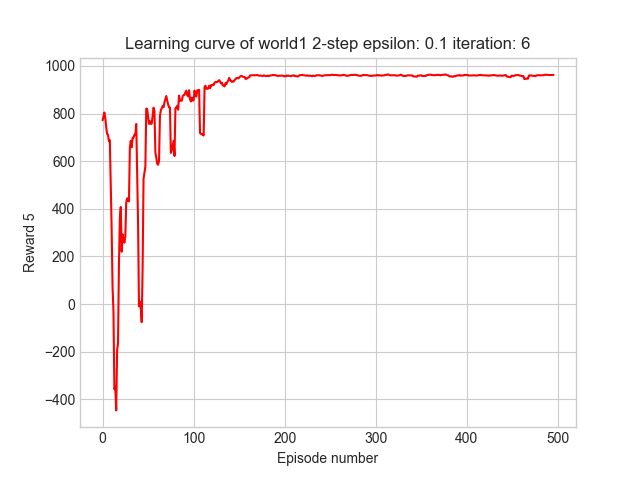 Learning curve of world1 2-step epsilon: 0.1 iteration: 6
1000
800
600
400
200
0
−200
−400
Reward 5
0 100 200 300 400 500
Episode number